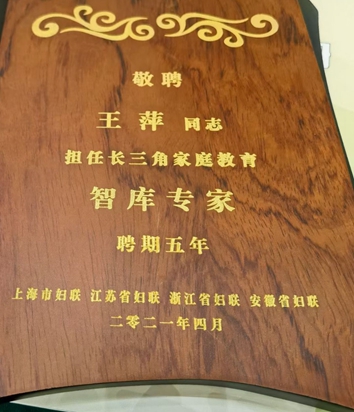 敬聘
王萍 同志
担任长三角家庭教育
智库专家
聘期五年
上海市妇联 江苏省妇联 浙江省妇联 安徽省妇联
二零二一年四月